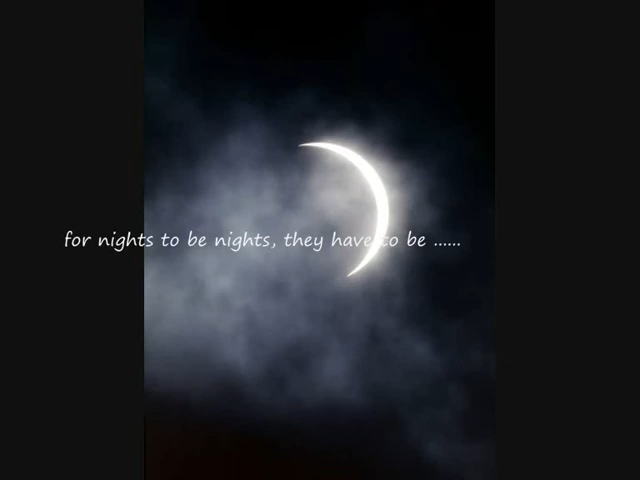 for nights to be nights, they have to be ......